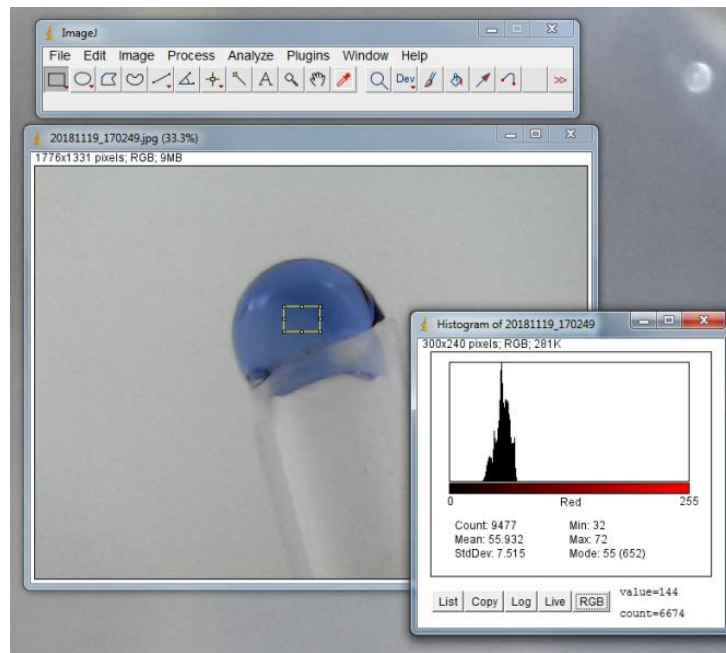 ImageJ
File Edit Image Process Analyze Plugins Window Help
A Dev >>
20181119_170249.jpg (33.3%)
1776x1331 pixels; RGB; 9MB
Histogram of 20181119_170249
300x240 pixels; RGB; 281K
0 Red 255
Count: 9477 Min: 32
Mean: 55.932 Max: 72
StdDev: 7.515 Mode: 55 (652)
List Copy Log Live RGB value=144
count=6674